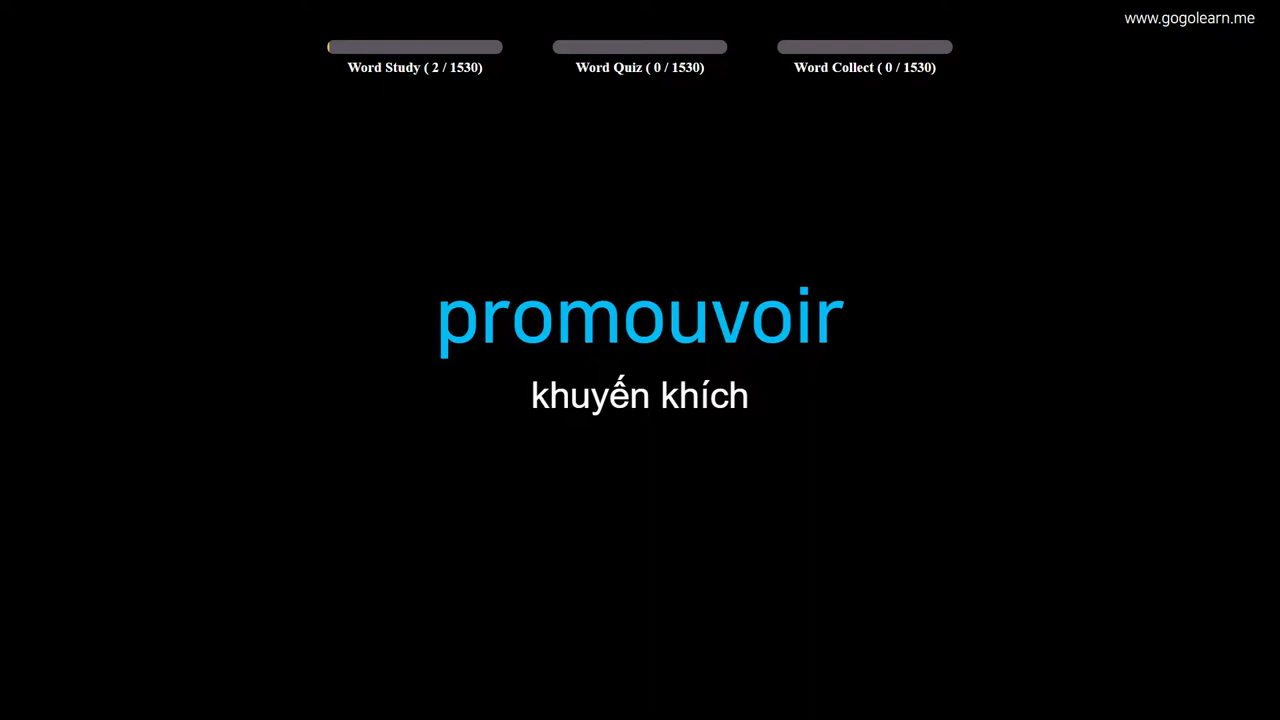 www.gogolearn.me
Word Study ( 2 / 1530)
Word Quiz ( 0 / 1530)
Word Collect ( 0 / 1530)
promouvoir
khuyến khích